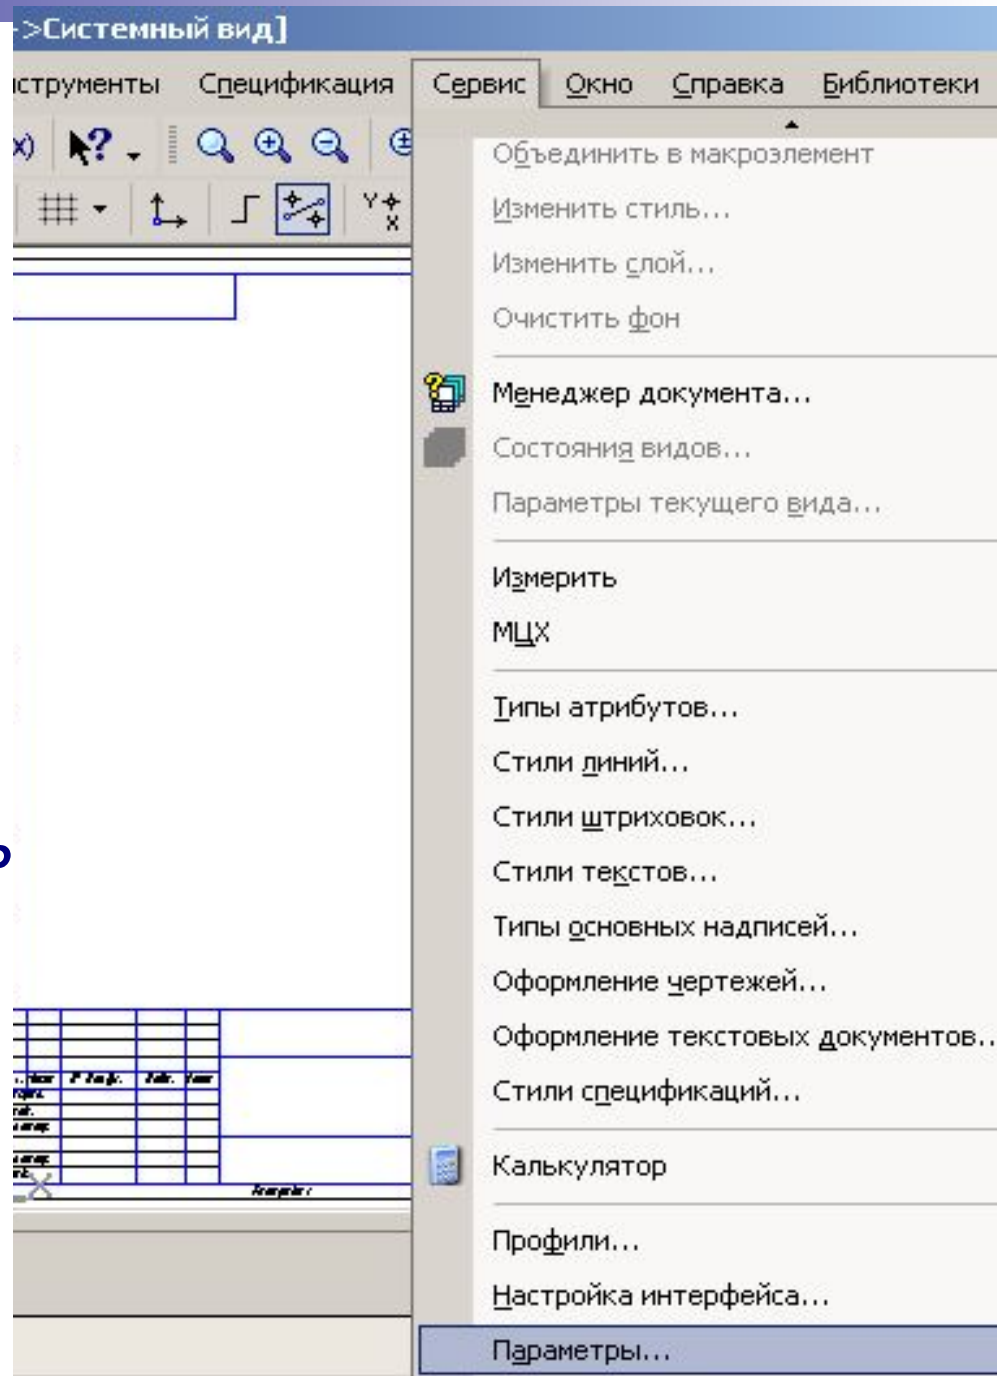 ->Системный вид]
нструменты Спецификация Сервис Окно Справка Библиотеки
x)
Объединить в макроэлемент
Изменить стиль...
Изменить слой...
Очистить фон
Менеджер документа...
Состояния видов...
Параметры текущего вида...
Измерить
МЦХ
Типы атрибутов...
Стили линий...
Стили штриховок...
Стили текстов...
Типы основных надписей...
Оформление чертежей...
Оформление текстовых документов..
Стили спецификаций...
Калькулятор
Профили...
Настройка интерфейса...
Параметры...